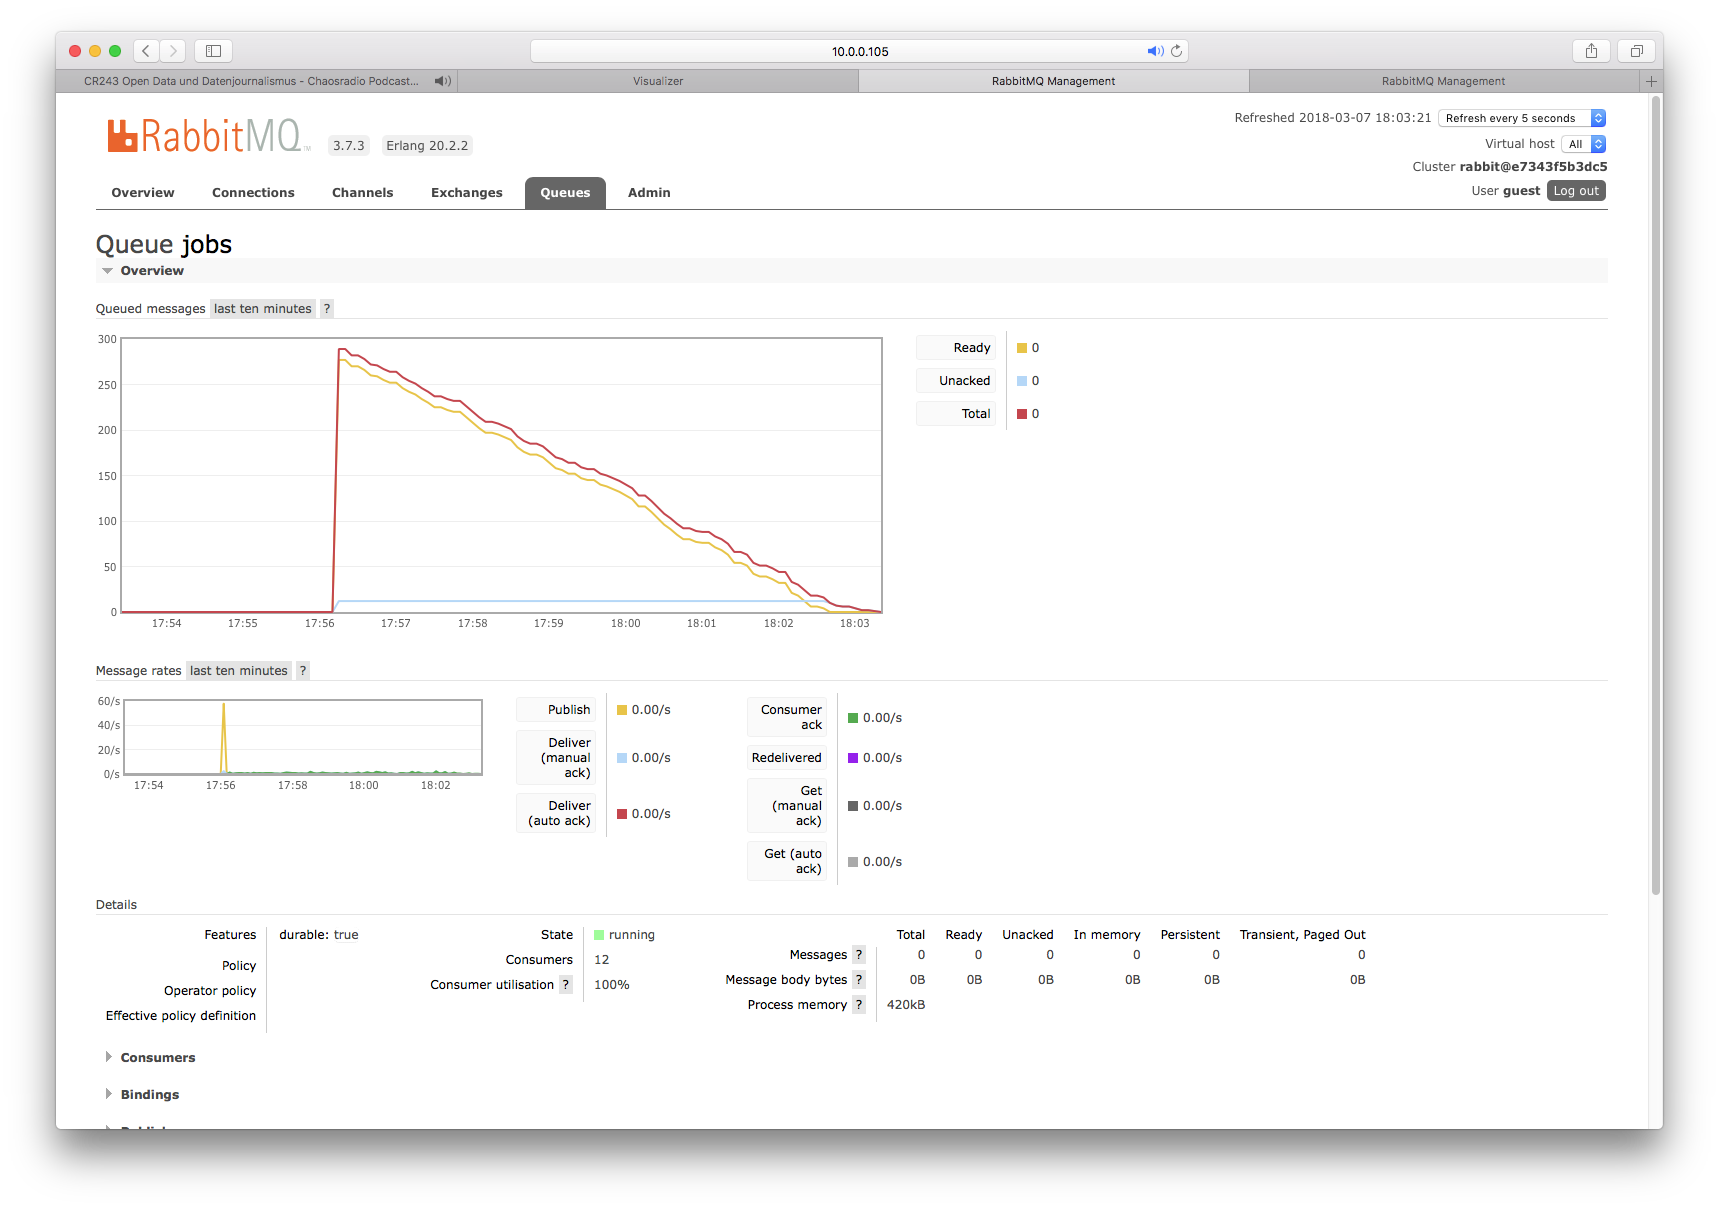 10.0.0.105
CR243 Open Data und Datenjournalismus - Chaosradio Podcast...
Visualizer
RabbitMQ Management
RabbitMQ Management
RabbitMQ TM
3.7.3
Erlang 20.2.2
Refreshed 2018-03-07 18:03:21 Refresh every 5 seconds
Virtual host All
Cluster rabbit@e7343f5b3dc5
User guest Log out
Overview Connections Channels Exchanges Queues Admin
Queue jobs
Overview
Queued messages last ten minutes ?
300
250
200
150
100
50
0
17:54 17:55 17:56 17:57 17:58 17:59 18:00 18:01 18:02 18:03
Ready 0
Unacked 0
Total 0
Message rates last ten minutes ?
60/s
40/s
20/s
0/s
17:54 17:56 17:58 18:00 18:02
Publish 0.00/s
Deliver
(manual
ack) 0.00/s
Deliver
(auto ack) 0.00/s
Consumer
ack 0.00/s
Redelivered 0.00/s
Get
(manual
ack) 0.00/s
Get (auto
ack) 0.00/s
Details
Features durable: true
Policy
Operator policy
Effective policy definition
State running
Consumers 12
Consumer utilisation ? 100%
Total Ready Unacked In memory Persistent Transient, Paged Out
Messages ? 0 0 0 0 0 0
Message body bytes ? 0B 0B 0B 0B 0B 0B
Process memory ? 420kB
Consumers
Bindings